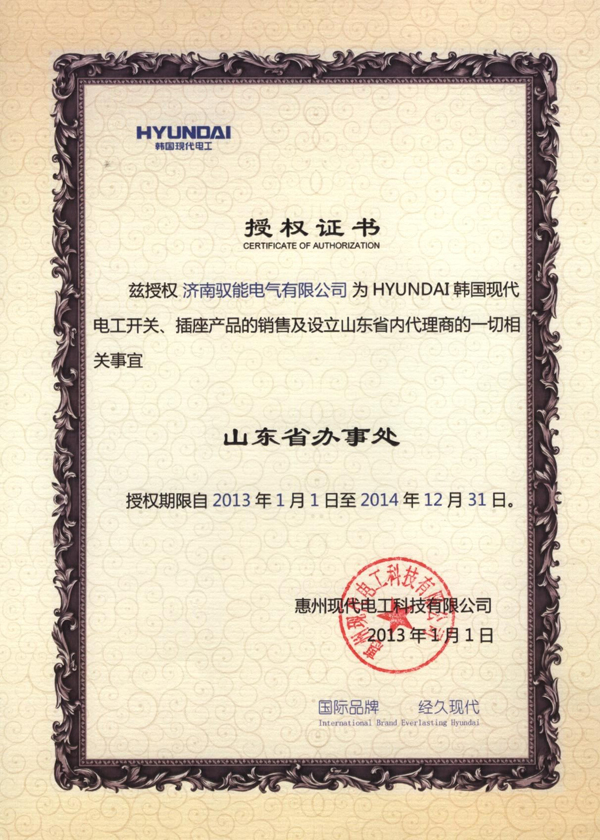 HYUNDAI
韩国现代电工
授权证书
CERTIFICATE OF AUTHORIZATION
兹授权 济南驭能电气有限公司 为 HYUNDAI 韩国现代
电工开关、插座产品的销售及设立山东省内代理商的一切相
关事宜
山东省办事处
授权期限自 2013 年 1 月 1 日至 2014 年 12 月 31 日。
惠州现代电工科技有限公司
惠州现代电工科技有限公司
2013 年 1 月 1 日
国际品牌 经久现代
International Brand Everlasting Hyundai